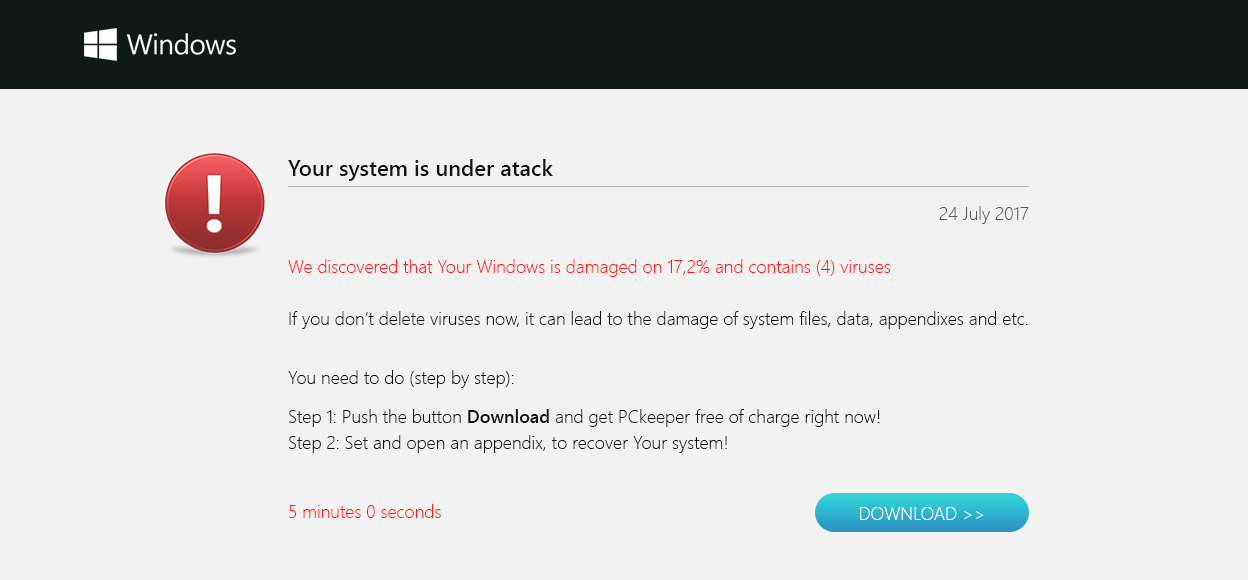 Windows
Your system is under atack
24 July 2017
We discovered that Your Windows is damaged on 17,2% and contains (4) viruses
If you don't delete viruses now, it can lead to the damage of system files, data, appendixes and etc.
You need to do (step by step):
Step 1: Push the button Download and get PCkeeper free of charge right now!
Step 2: Set and open an appendix, to recover Your system!
5 minutes 0 seconds
DOWNLOAD >>